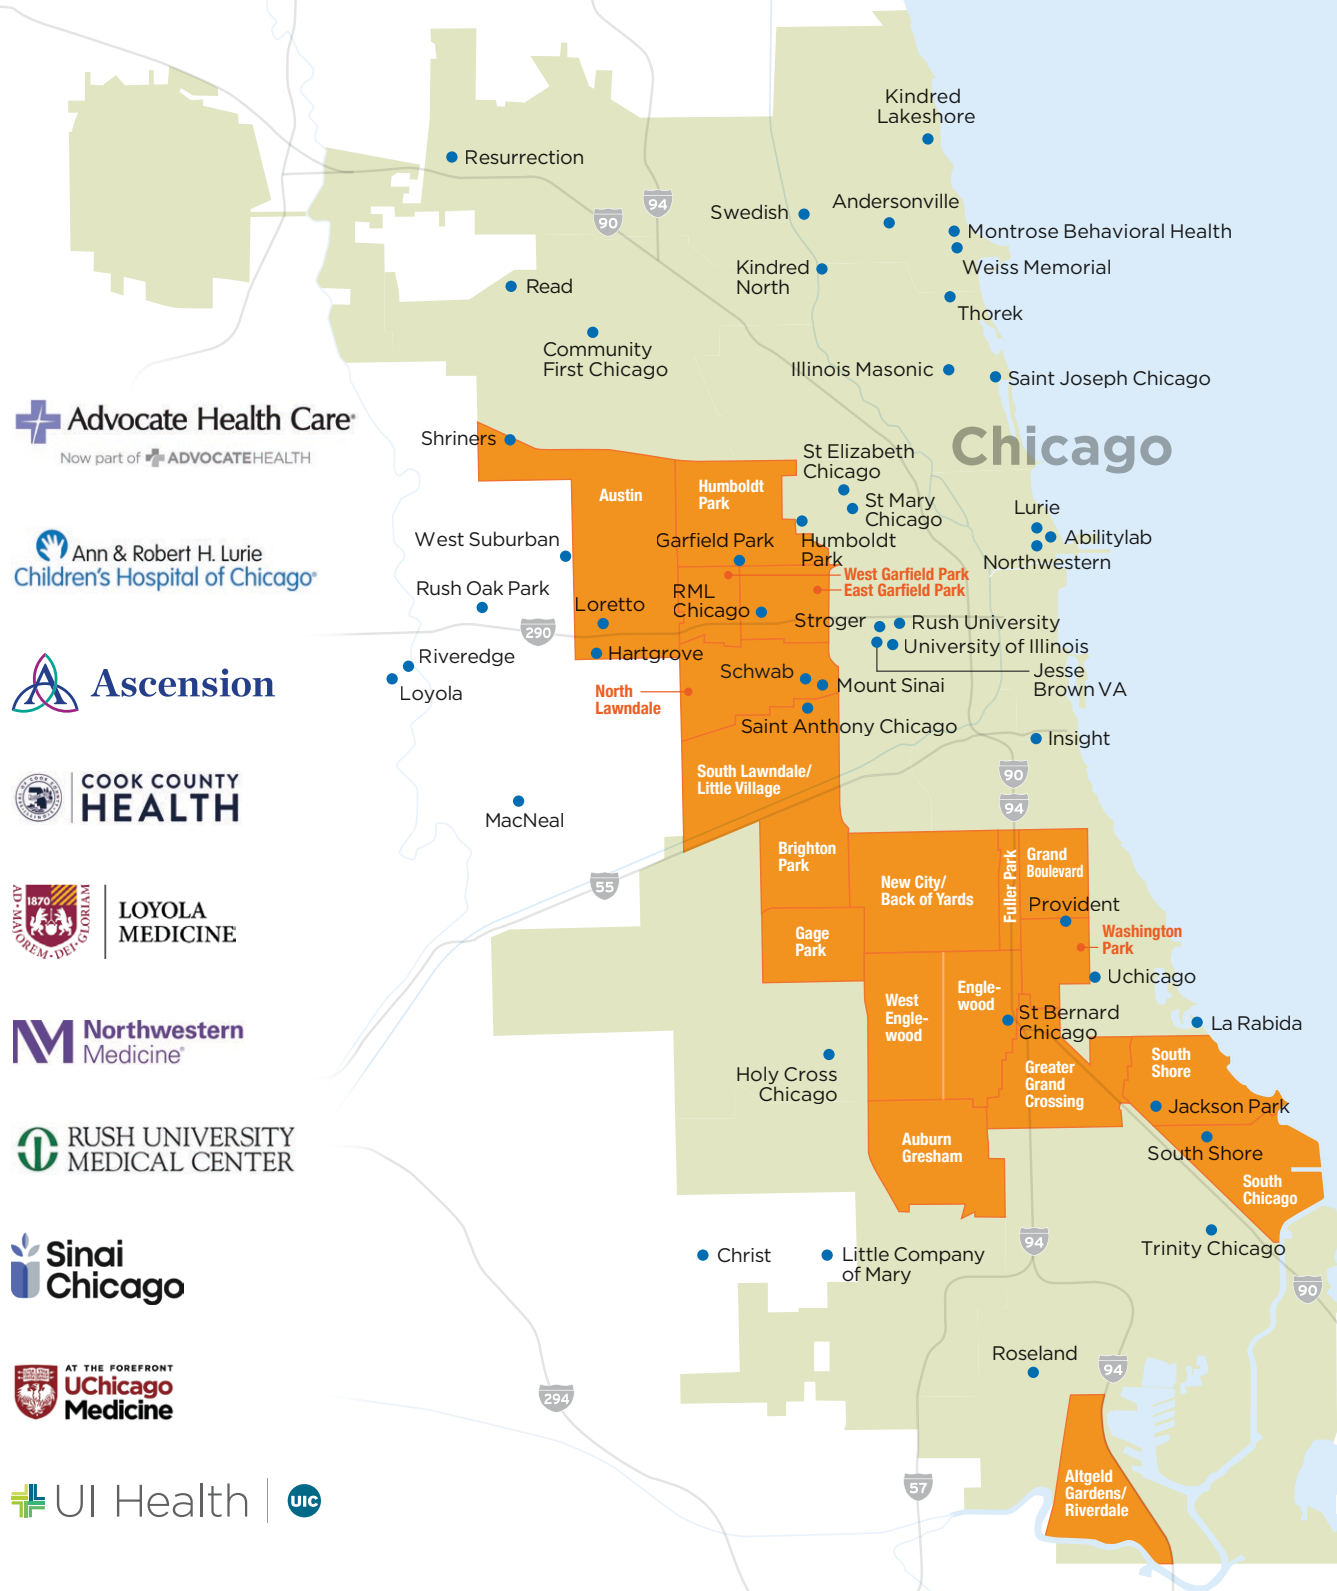 Kindred
Lakeshore
Resurrection
94
90
Swedish
Andersonville
Montrose Behavioral Health
Weiss Memorial
Kindred
North
Read
Thorek
Community
First Chicago
Illinois Masonic
Saint Joseph Chicago
Advocate Health Care
Now part of ADVOCATEHEALTH
Chicago
Shriners
St Elizabeth
Chicago
Austin
Humboldt
Park
St Mary
Chicago
Lurie
Abilitylab
Northwestern
West Suburban
Garfield Park
Humboldt
Park
Ann & Robert H. Lurie
Children's Hospital of Chicago®
West Garfield Park
East Garfield Park
Rush Oak Park
RML
Chicago
Loretto
Stroger
Rush University
University of Illinois
290
Hartgrove
Riveredge
Loyola
Schwab
Mount Sinai
Jesse
Brown VA
Ascension
North
Lawndale
Saint Anthony Chicago
Insight
South Lawndale/
Little Village
90
94
COOK COUNTY
HEALTH
MacNeal
Brighton
Park
Fuller Park
Grand
Boulevard
55
New City/
Back of Yards
Provident
1870
AD·MAJOREM·DEI·GLORIAM
LOYOLA
MEDICINE
Gage
Park
Washington
Park
Uchicago
West
Engle-
wood
Engle-
wood
St Bernard
Chicago
La Rabida
Northwestern
Medicine®
Holy Cross
Chicago
Greater
Grand
Crossing
South
Shore
Jackson Park
RUSH UNIVERSITY
MEDICAL CENTER
Auburn
Gresham
South Shore
South
Chicago
94
Trinity Chicago
Sinai
Chicago
Christ
Little Company
of Mary
90
Roseland
94
AT THE FOREFRONT
UChicago
Medicine
294
57
Altgeld
Gardens/
Riverdale
UI Health
UIC